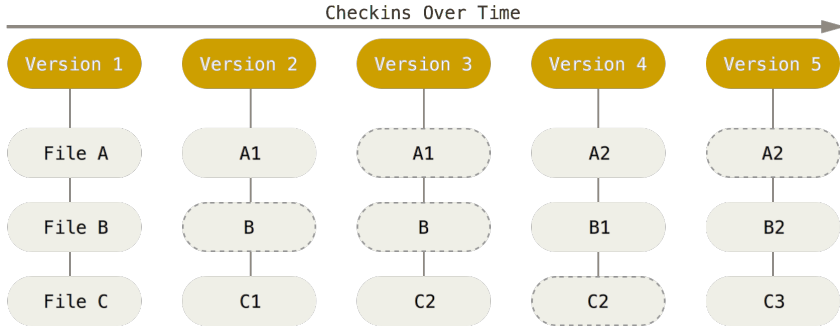 Checkins Over Time
Version 1 Version 2 Version 3 Version 4 Version 5
File A A1 A1 A2 A2
File B B B B1 B2
File C C1 C2 C2 C3